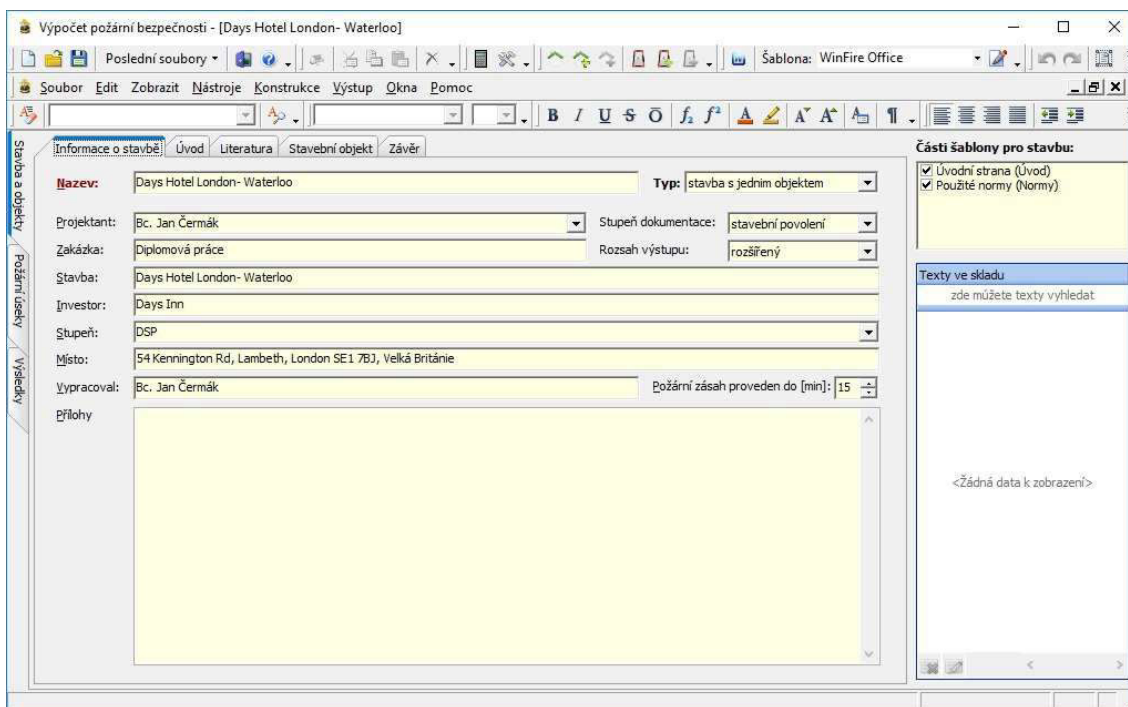 Výpočet požární bezpečnosti - [Days Hotel London- Waterloo]
Poslední soubory
Šablona: WinFire Office
Soubor Edit Zobrazit Nástroje Konstrukce Výstup Okna Pomoc
B I U S O f₂ f² A A A
Stavba a objekty
Požární úseky
Výsledky
Informace o stavbě Úvod Literatura Stavební objekt Závěr
Nazev: Days Hotel London- Waterloo Typ: stavba s jednim objektem
Projektant: Bc. Jan Čermák Stupeň dokumentace: stavební povolení
Zakázka: Diplomová práce Rozsah výstupu: rozšířený
Stavba: Days Hotel London- Waterloo
Investor: Days Inn
Stupeň: DSP
Místo: 54 Kennington Rd, Lambeth, London SE1 7BJ, Velká Británie
Vypracoval: Bc. Jan Čermák Požární zásah proveden do [min]: 15
Přílohy
Části šablony pro stavbu:
Úvodní strana (Úvod)
Použité normy (Normy)
Texty ve skladu
zde můžete texty vyhledat
<Žádná data k zobrazení>